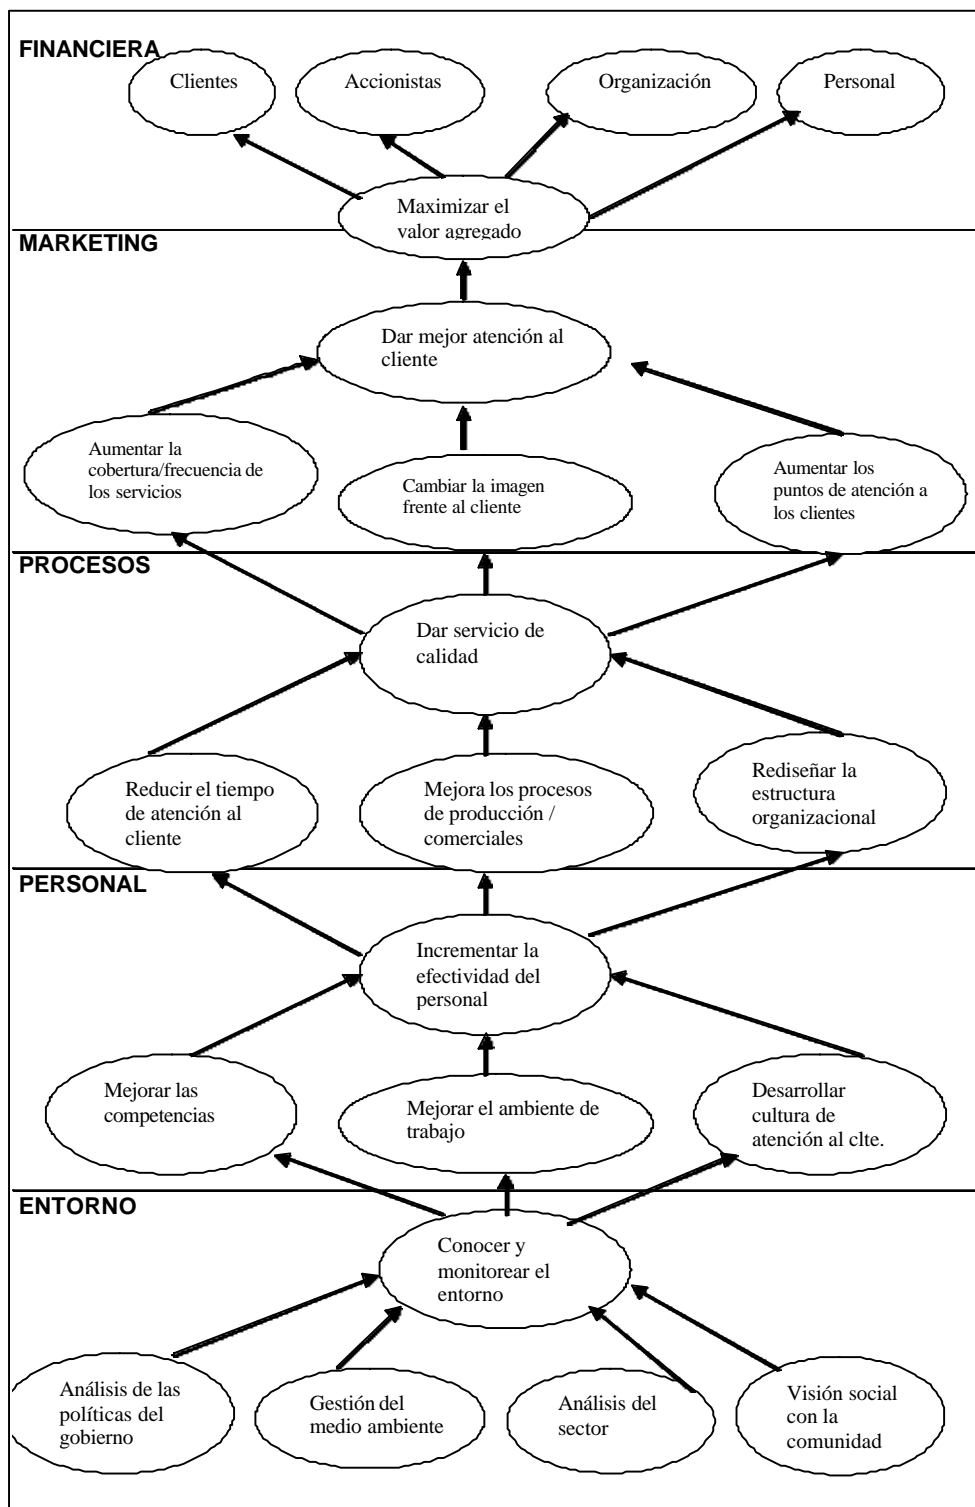 FINANCIERA
Clientes
Accionistas
Organización
Personal
Maximizar el
valor agregado
MARKETING
Dar mejor atención al
cliente
Aumentar la
cobertura/frecuencia de
los servicios
Cambiar la imagen
frente al cliente
Aumentar los
puntos de atención a
los clientes
PROCESOS
Dar servicio de
calidad
Reducir el tiempo
de atención al
cliente
Mejora los procesos
de producción /
comerciales
Rediseñar la
estructura
organizacional
PERSONAL
Incrementar la
efectividad del
personal
Mejorar las
competencias
Mejorar el ambiente de
trabajo
Desarrollar
cultura de
atención al clte.
ENTORNO
Conocer y
monitorear el
entorno
Análisis de las
políticas del
gobierno
Gestión del
medio ambiente
Análisis del
sector
Visión social
con la
comunidad